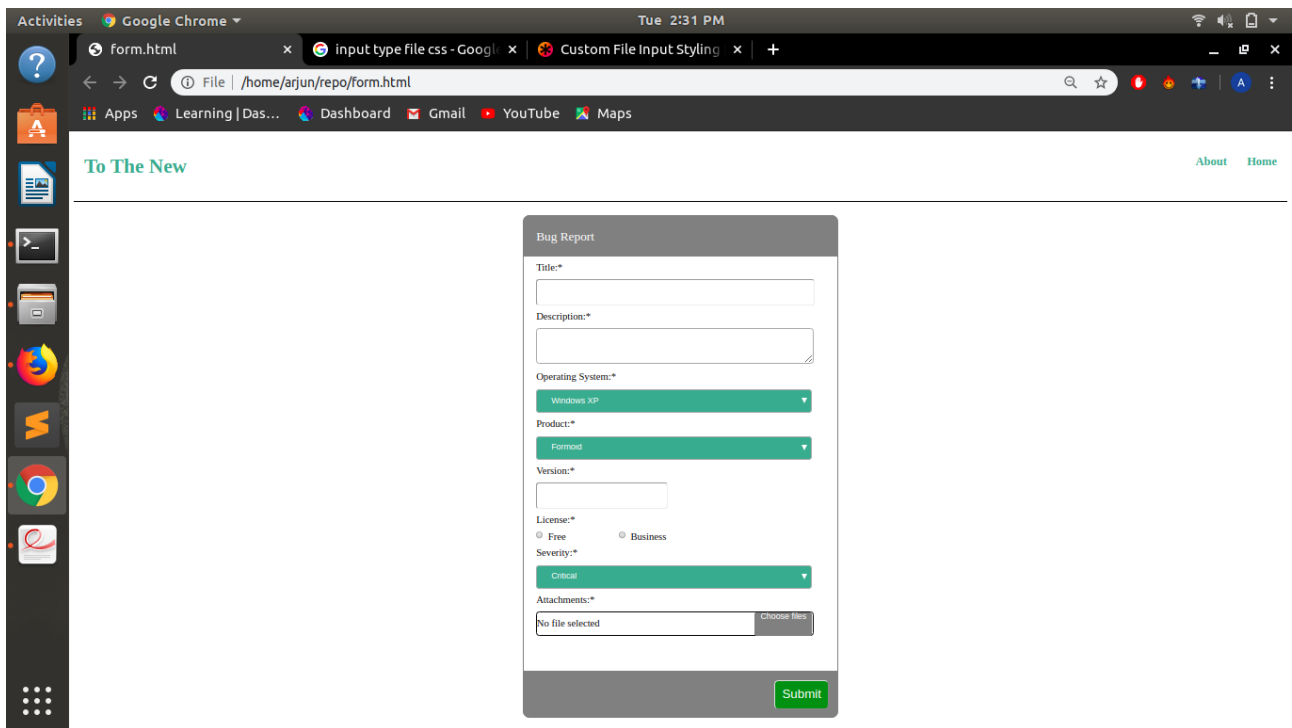 Activities Google Chrome ▾ Tue 2:31 PM
form.html × input type file css - Google × Custom File Input Styling × +
File | /home/arjun/repo/form.html A
Apps Learning | Das... Dashboard Gmail YouTube Maps
To The New About Home
Bug Report
Title:*
Description:*
Operating System:*
Windows XP
Product:*
Formoid
Version:*
License:*
Free Business
Severity:*
Critical
Attachments:*
No file selected Choose files
Submit